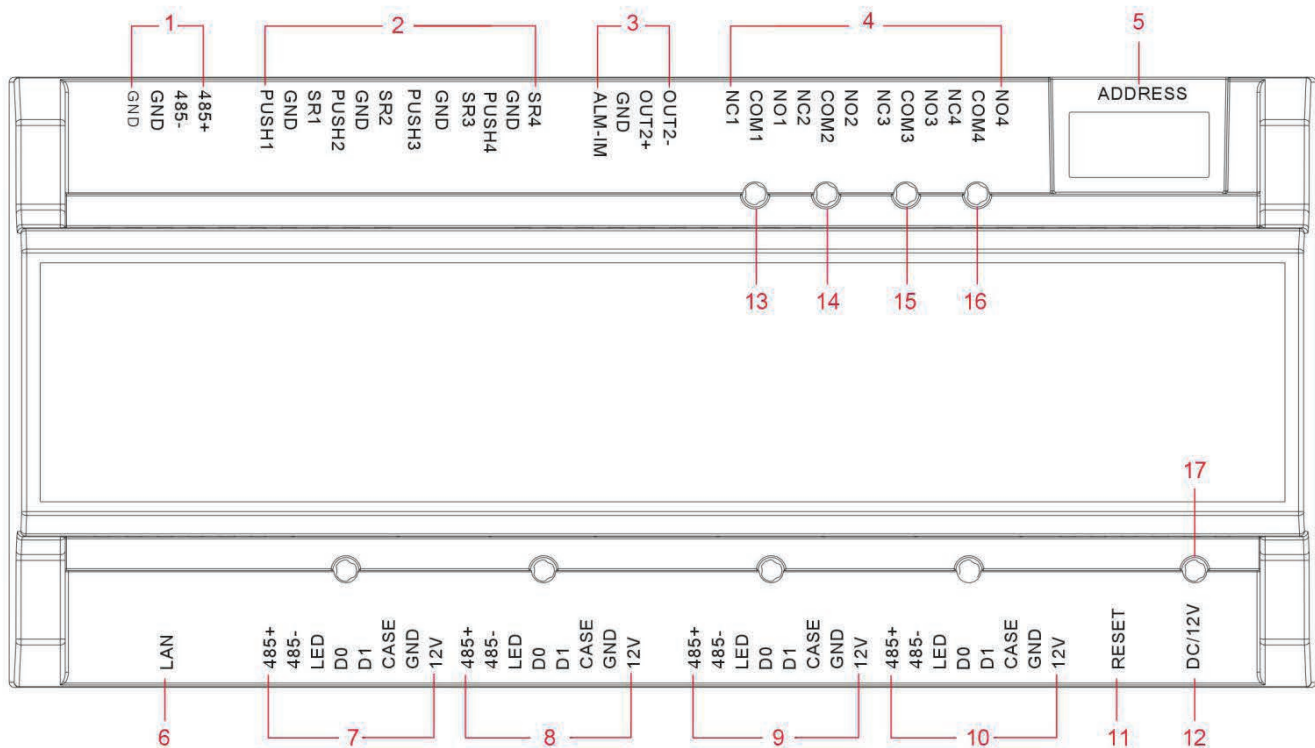 1 2 3 4 5
GND GND 485- 485+ PUSH1 GND SR1 PUSH2 GND SR2 PUSH3 GND SR3 PUSH4 GND SR4 ALM-IM GND OUT2+ OUT2- NC1 COM1 NO1 NC2 COM2 NO2 NC3 COM3 NO3 NC4 COM4 NO4 ADDRESS
13 14 15 16
17
LAN 485+ 485- LED D0 D1 CASE GND 12V 485+ 485- LED D0 D1 CASE GND 12V 485+ 485- LED D0 D1 CASE GND 12V 485+ 485- LED D0 D1 CASE GND 12V RESET DC/12V
6 7 8 9 10 11 12